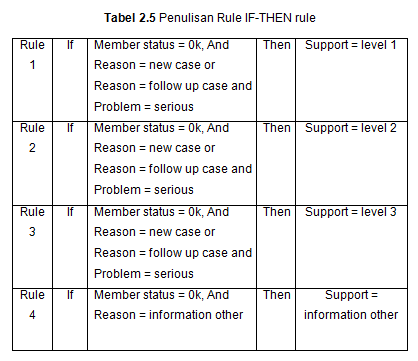 Tabel 2.5 Penulisan Rule IF-THEN rule
Rule 1 If Member status = 0k, And Then Support = level 1
Reason = new case or
Reason = follow up case and
Problem = serious
Rule 2 If Member status = 0k, And Then Support = level 2
Reason = new case or
Reason = follow up case and
Problem = serious
Rule 3 If Member status = 0k, And Then Support = level 3
Reason = new case or
Reason = follow up case and
Problem = serious
Rule 4 If Member status = 0k, And Then Support =
Reason = information other information other